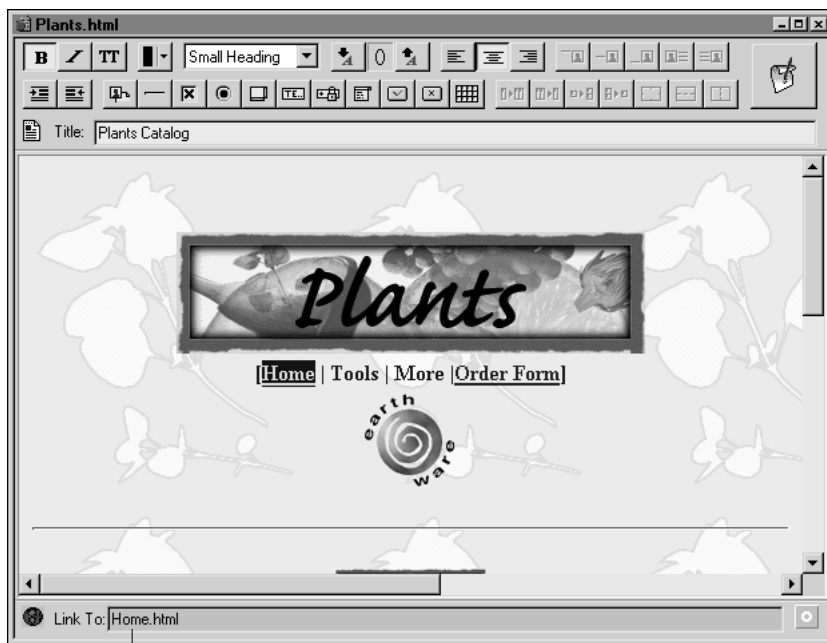 Plants.html
B I TT Small Heading A 0 A
TE..
Title: Plants Catalog
Plants
[Home | Tools | More |Order Form]
earth
ware
Link To: Home.html